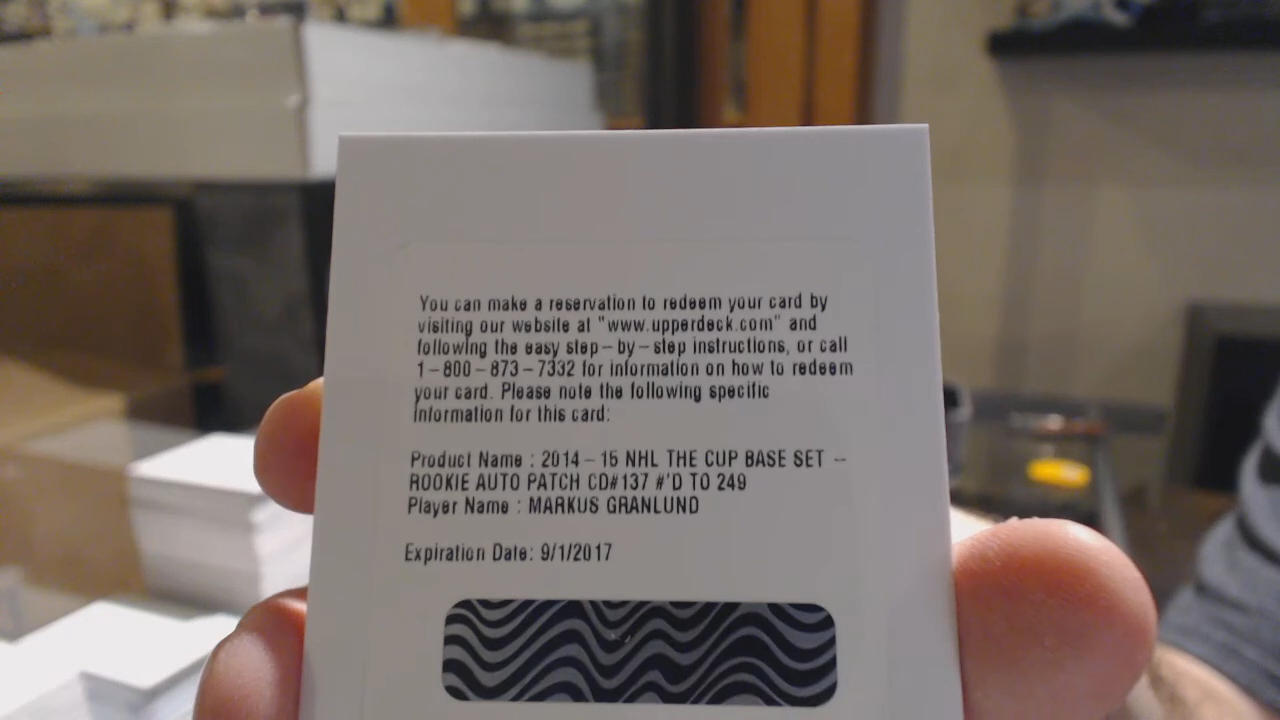 You can make a reservation to redeem your card by
visiting our website at "www.upperdeck.com" and
following the easy step-by-step instructions, or call
1-800-873-7332 for information on how to redeem
your card. Please note the following specific
information for this card:
Product Name : 2014-15 NHL THE CUP BASE SET -
ROOKIE AUTO PATCH CD#137 #'D TO 249
Player Name : MARKUS GRANLUND
Expiration Date: 9/1/2017